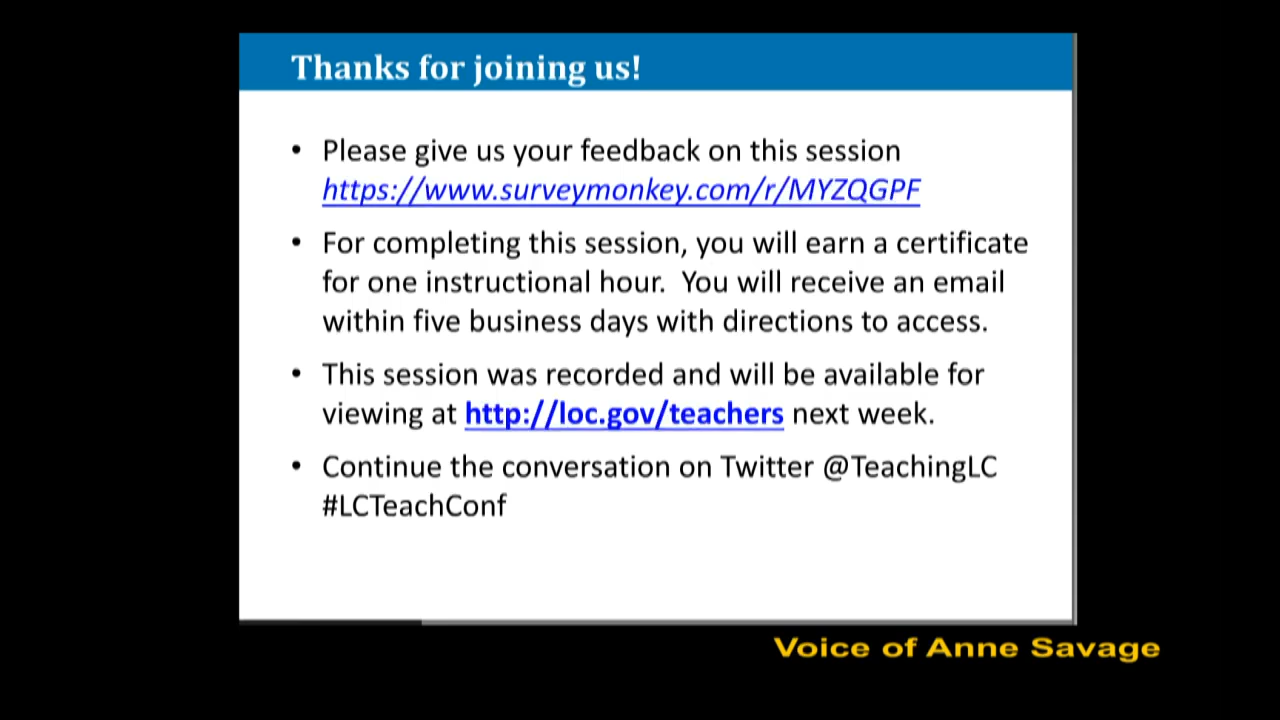 Thanks for joining us!
• Please give us your feedback on this session
https://www.surveymonkey.com/r/MYZQGPF
• For completing this session, you will earn a certificate
for one instructional hour.  You will receive an email
within five business days with directions to access.
• This session was recorded and will be available for
viewing at http://loc.gov/teachers next week.
• Continue the conversation on Twitter @TeachingLC
#LCTeachConf
Voice of Anne Savage